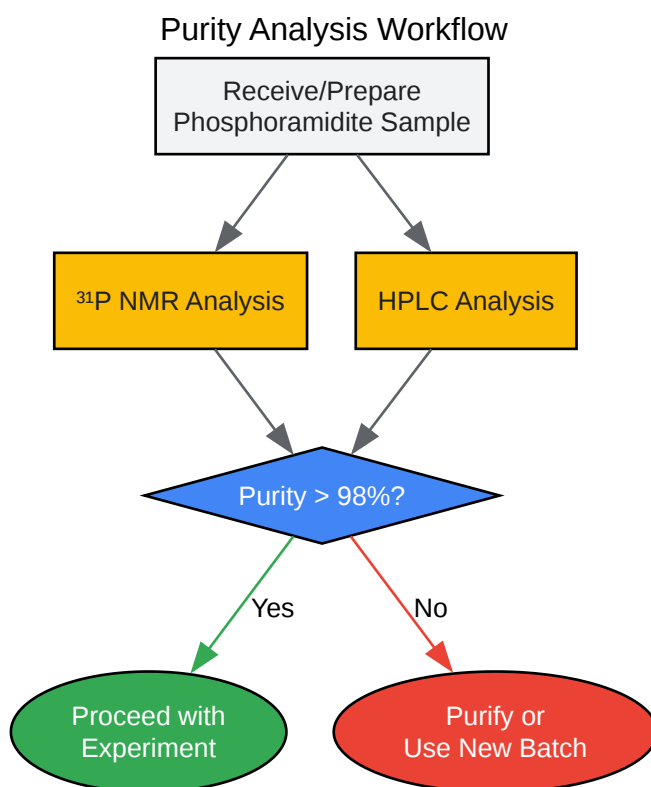 Purity Analysis Workflow
Receive/Prepare
Phosphoramidite Sample
³¹P NMR Analysis
HPLC Analysis
Purity > 98%?
Yes
No
Proceed with
Experiment
Purify or
Use New Batch